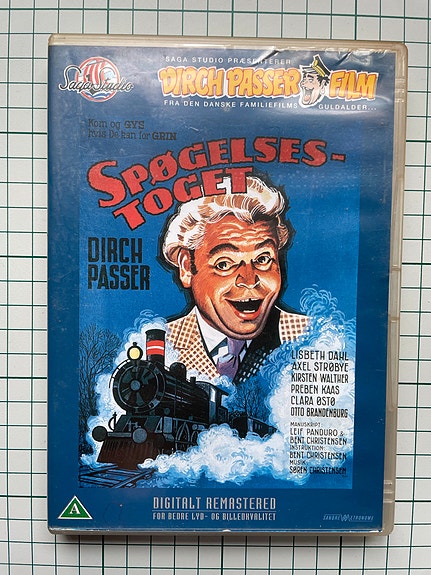 Saga Studio
SAGA STUDIO PRÆSENTERER
DIRCH PASSER FILM
FRA DEN DANSKE FAMILIEFILMS GULDALDER...
Kom og GYS
hvis De kan for GRIN
SPØGELSES-
TOGET
DIRCH
PASSER
LISBETH DAHL
AXEL STRØBYE
KIRSTEN WALTHER
PREBEN KAAS
CLARA ØSTØ
OTTO BRANDENBURG
MANUSKRIPT:
LEIF PANDURO &
BENT CHRISTENSEN
INSTRUKTION:
BENT CHRISTENSEN
MUSIK:
SØREN CHRISTENSEN
DIGITALT REMASTERED
FOR BEDRE LYD- OG BILLEDKVALITET
A
SANDREW METRONOME